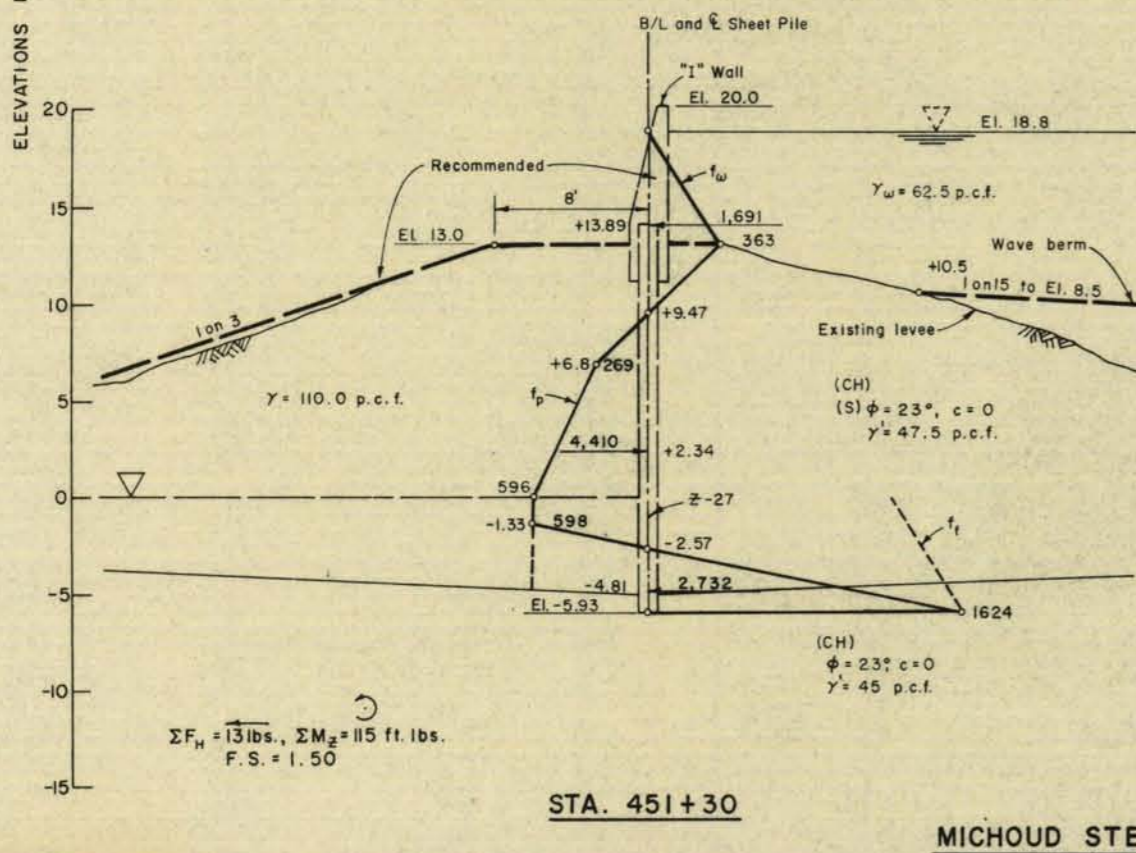 ELEVATIONS
B/L and ℄ Sheet Pile
"I" Wall
20
El. 20.0
El. 18.8
Recommended
fω
γω = 62.5 p.c.f.
8'
15
+13.89
1,691
El. 13.0
363
Wave berm
+10.5
1 on 15 to El. 8.5
10
1 on 3
+9.47
Existing levee
+6.8
269
(CH)
5
γ = 110.0 p.c.f.
fp
(S) φ = 23°, c = 0
γ' = 47.5 p.c.f.
4,410
+2.34
0
596
Z-27
-1.33
598
ff
-2.57
-4.81
2,732
-5
El. -5.93
1624
(CH)
φ = 23°, c = 0
γ' = 45 p.c.f.
-10
ΣFH = 13 lbs., ΣMZ = 115 ft. lbs.
F.S. = 1.50
-15
STA. 451+30
MICHOUD STE